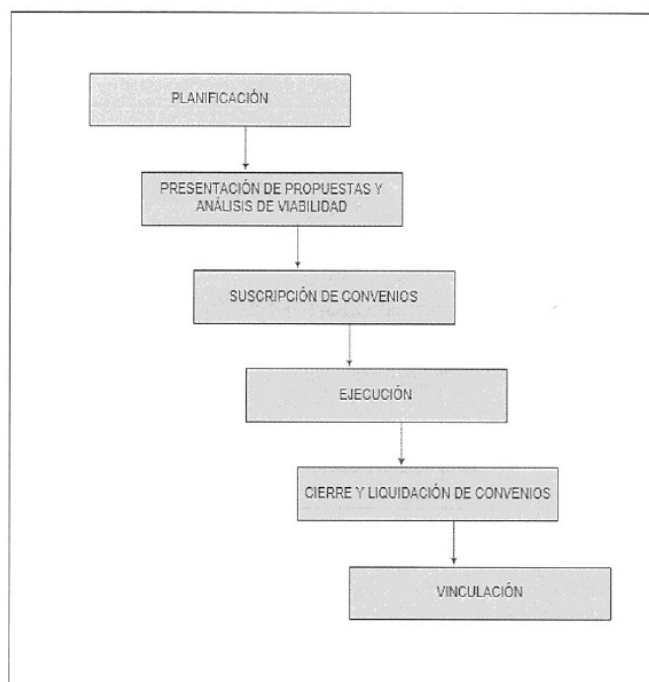 PLANIFICACIÓN
PRESENTACIÓN DE PROPUESTAS Y
ANÁLISIS DE VIABILIDAD
SUSCRIPCIÓN DE CONVENIOS
EJECUCIÓN
CIERRE Y LIQUIDACIÓN DE CONVENIOS
VINCULACIÓN